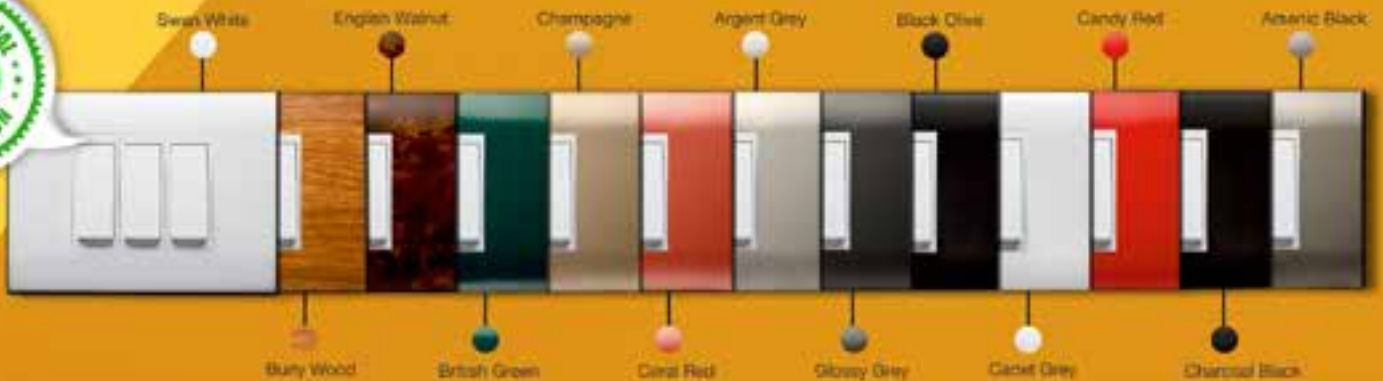 Swan White
English Walnut
Champagne
Argent Grey
Black Olive
Candy Red
Arsenic Black
Burly Wood
British Green
Coral Red
Glossy Grey
Cadet Grey
Charcoal Black